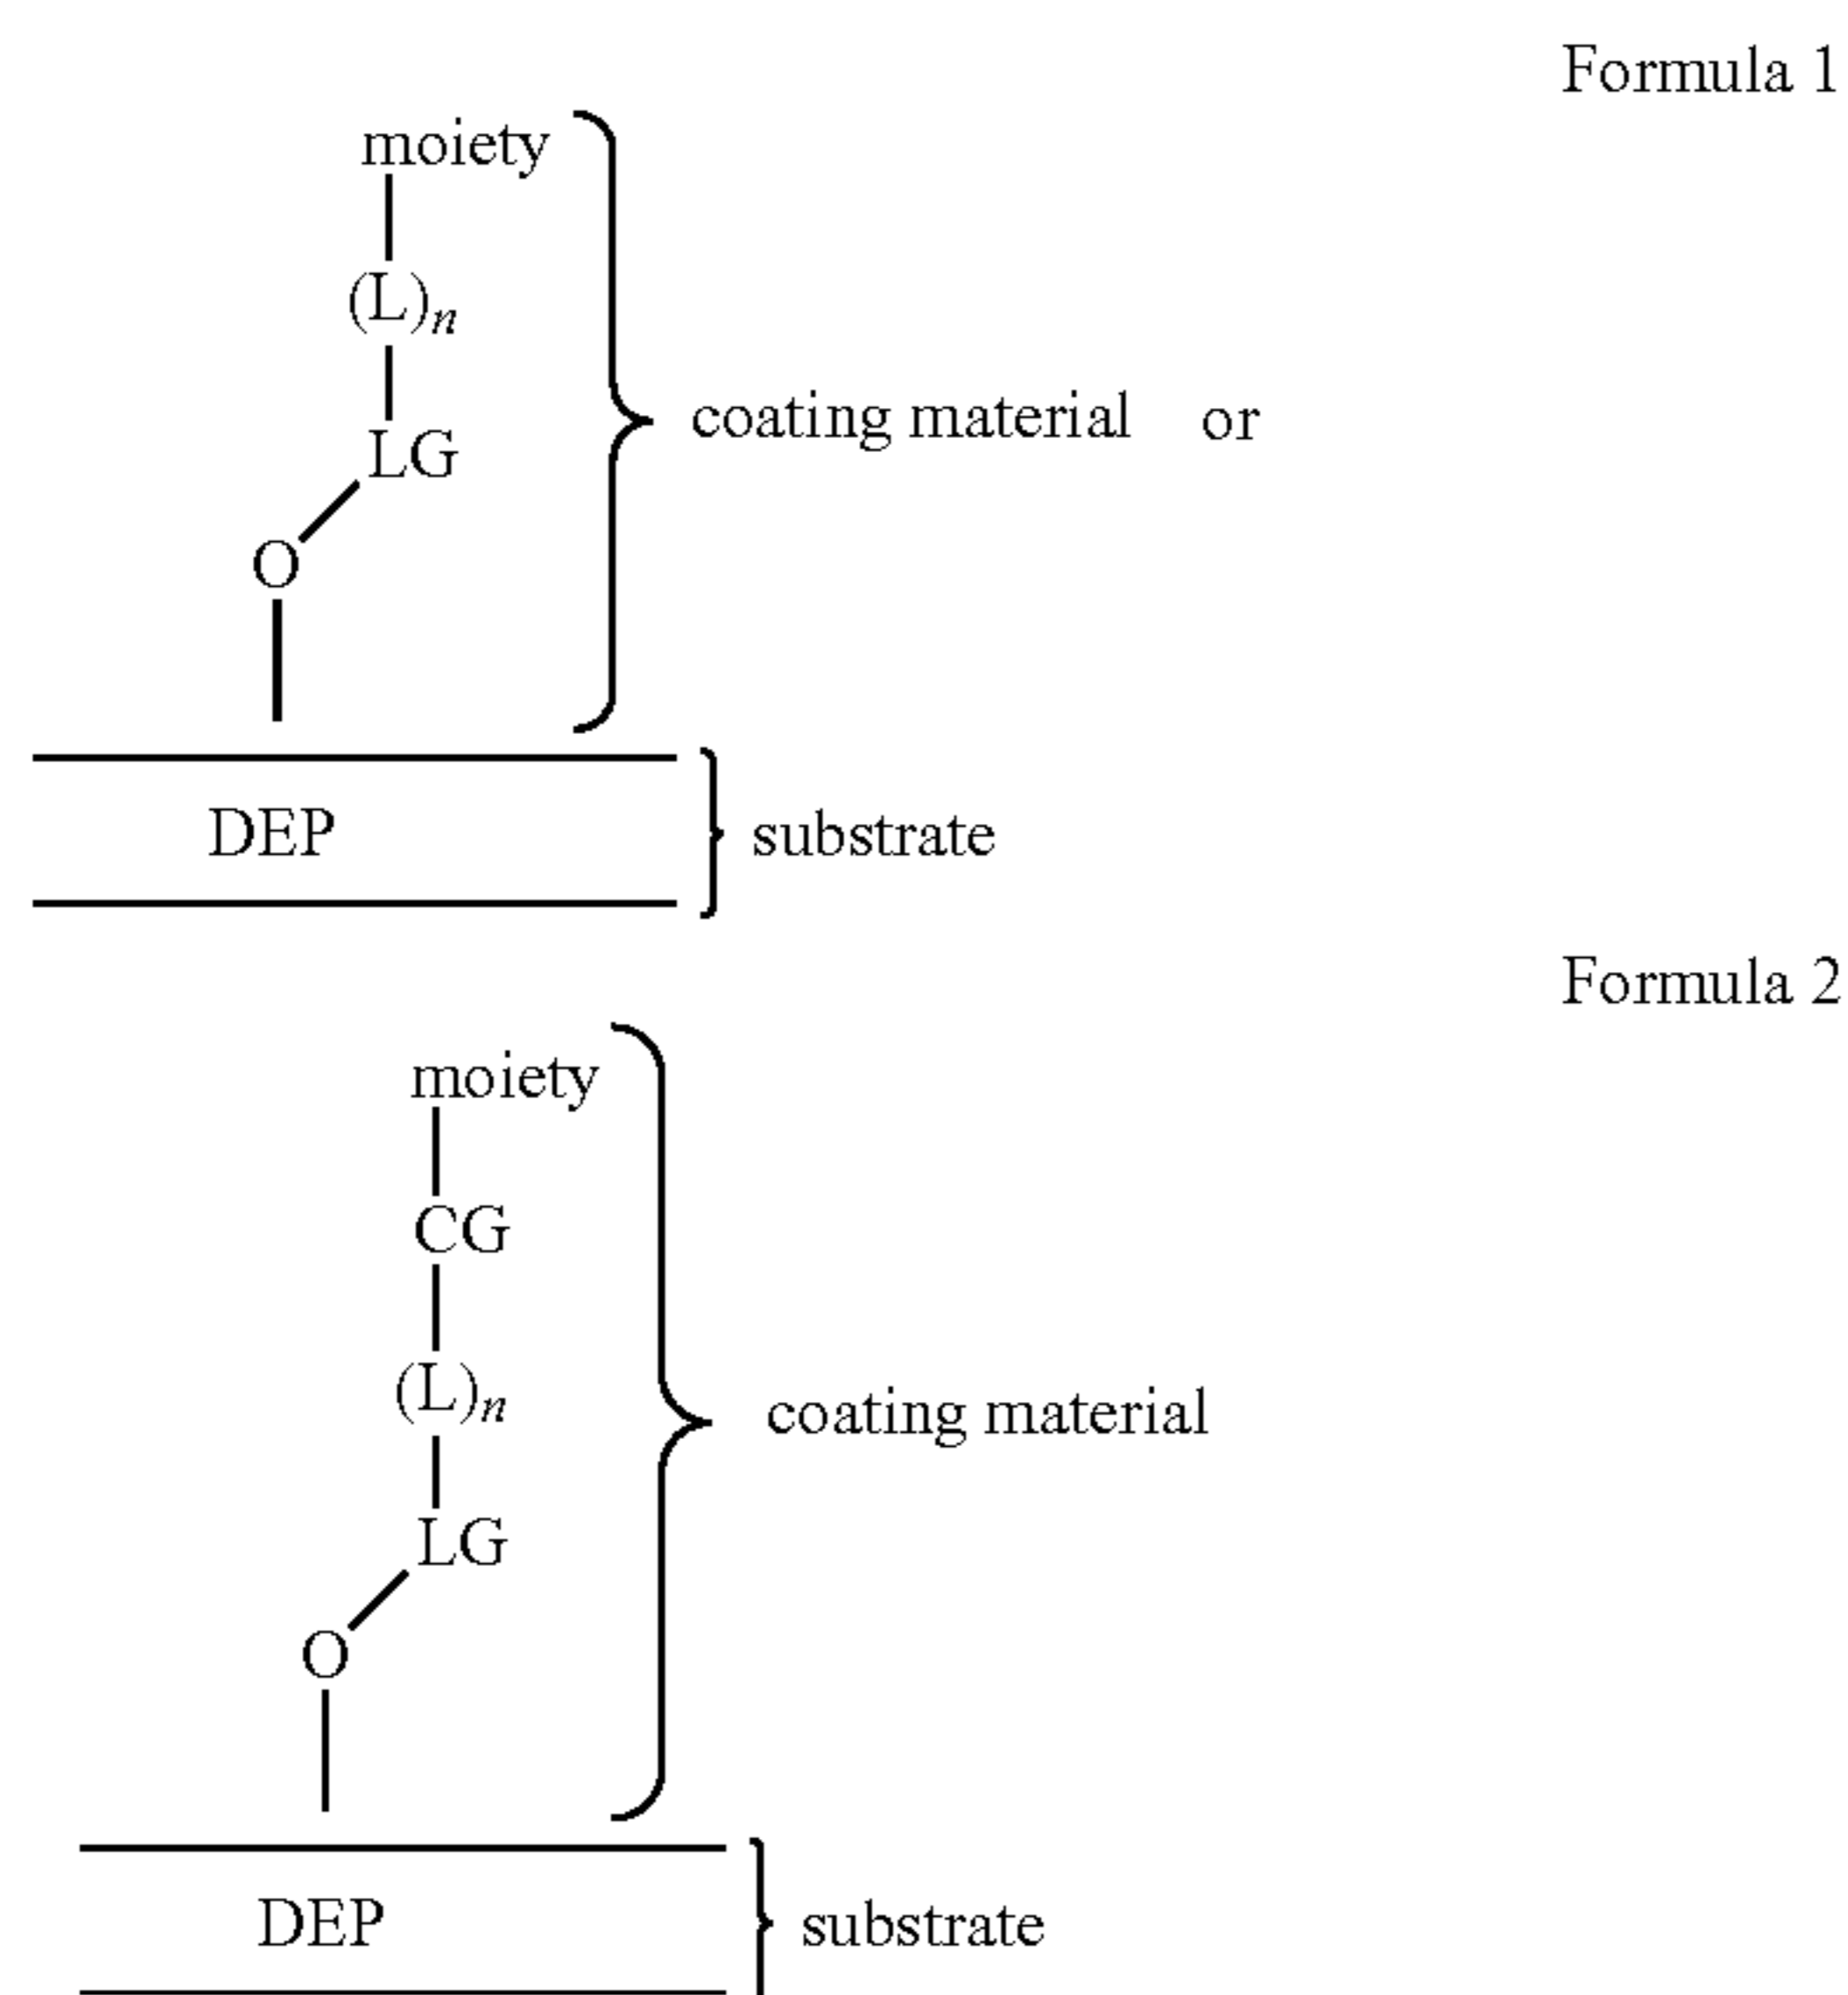 Formula 1
moiety
(L)n
coating material or
LG
O
DEP
substrate
Formula 2
moiety
CG
(L)n
coating material
LG
O
DEP
substrate